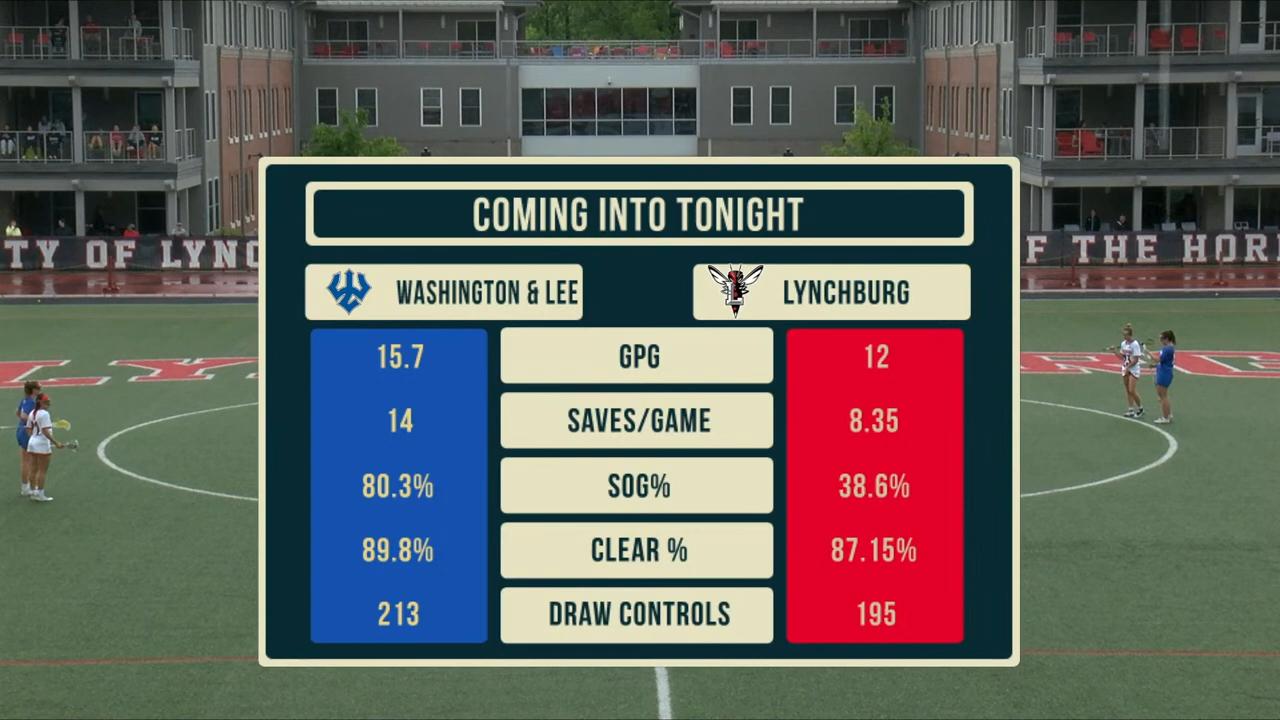 COMING INTO TONIGHT
TY OF LYNC
F THE HOR
WASHINGTON & LEE
LYNCHBURG
15.7 GPG 12
14 SAVES/GAME 8.35
80.3% SOG% 38.6%
89.8% CLEAR % 87.15%
213 DRAW CONTROLS 195